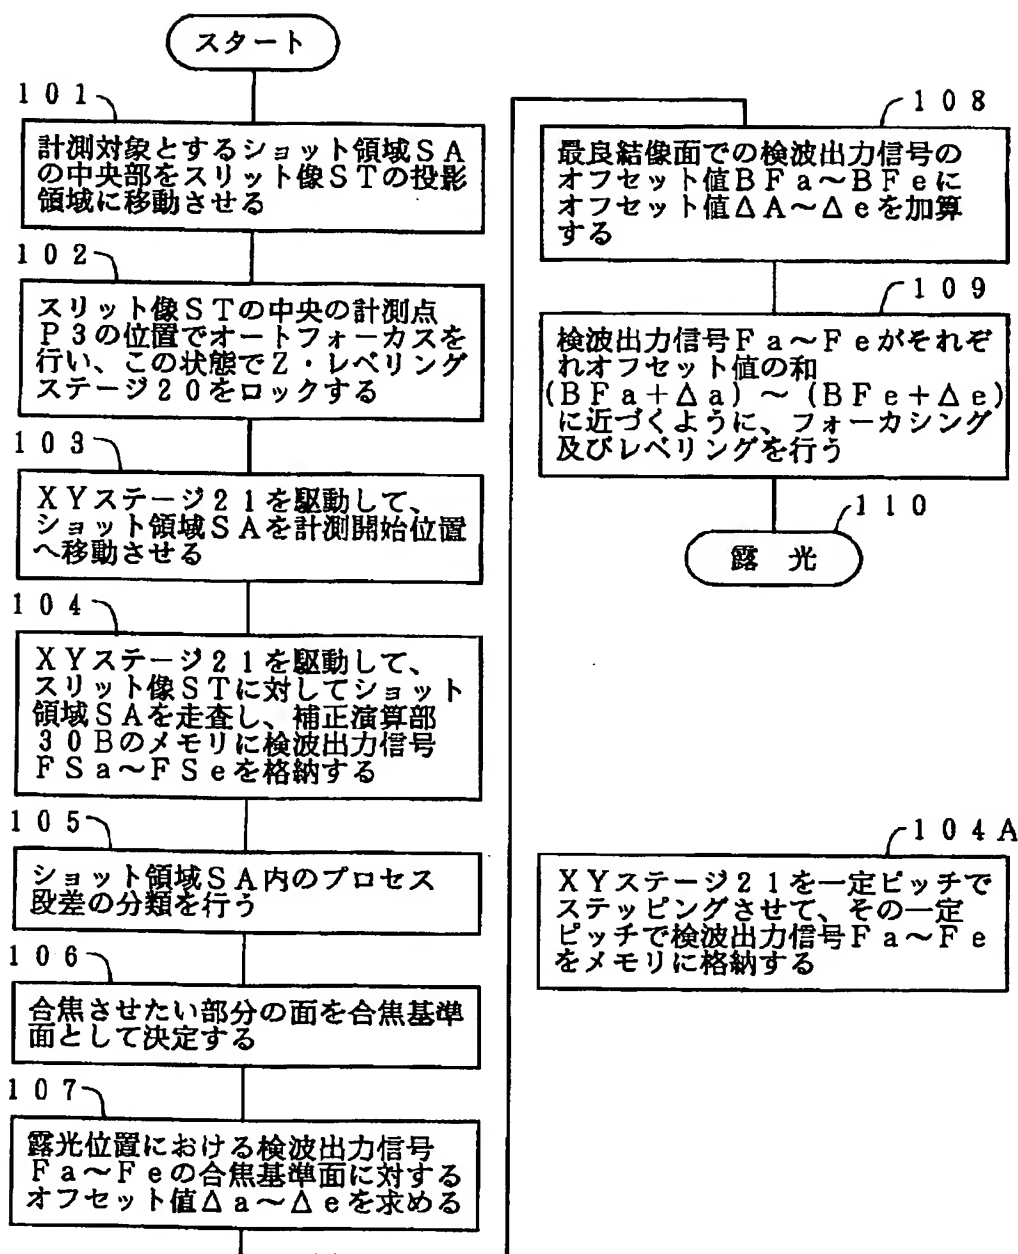 スタート
101
計測対象とするショット領域SA
の中央部をスリット像STの投影
領域に移動させる
102
スリット像STの中央の計測点
P3の位置でオートフォーカスを
行い、この状態でZ・レベリング
ステージ20をロックする
103
XYステージ21を駆動して、
ショット領域SAを計測開始位置
へ移動させる
104
XYステージ21を駆動して、
スリット像STに対してショット
領域SAを走査し、補正演算部
30Bのメモリに検波出力信号
FSa~FSeを格納する
105
ショット領域SA内のプロセス
段差の分類を行う
106
合焦させたい部分の面を合焦基準
面として決定する
107
露光位置における検波出力信号
Fa~Feの合焦基準面に対する
オフセット値Δa~Δeを求める
108
最良結像面での検波出力信号の
オフセット値BFa~BFeに
オフセット値ΔA~Δeを加算
する
109
検波出力信号Fa~Feがそれぞ
れオフセット値の和
(BFa+Δa)~(BFe+Δe)
に近づくように、フォーカシング
及びレベリングを行う
110
露 光
104A
XYステージ21を一定ピッチで
ステッピングさせて、その一定
ピッチで検波出力信号Fa~Fe
をメモリに格納する